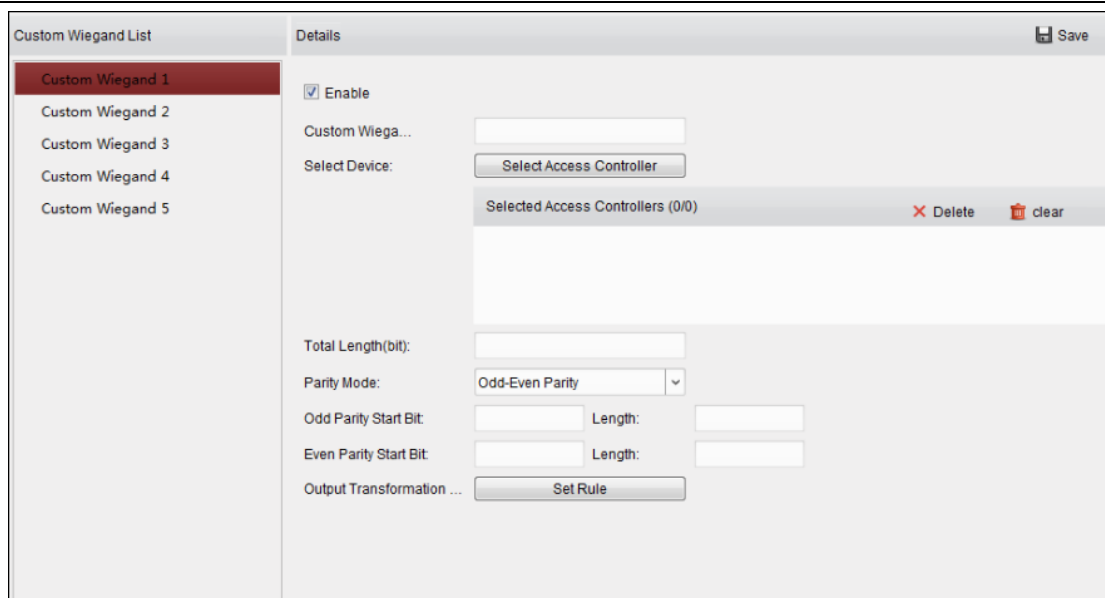 Custom Wiegand List
Details
Save
Custom Wiegand 1
Custom Wiegand 2
Custom Wiegand 3
Custom Wiegand 4
Custom Wiegand 5
Enable
Custom Wiega...
Select Device:
Select Access Controller
Selected Access Controllers (0/0)
Delete
clear
Total Length(bit):
Parity Mode:
Odd-Even Parity
Odd Parity Start Bit:
Length:
Even Parity Start Bit:
Length:
Output Transformation ...
Set Rule